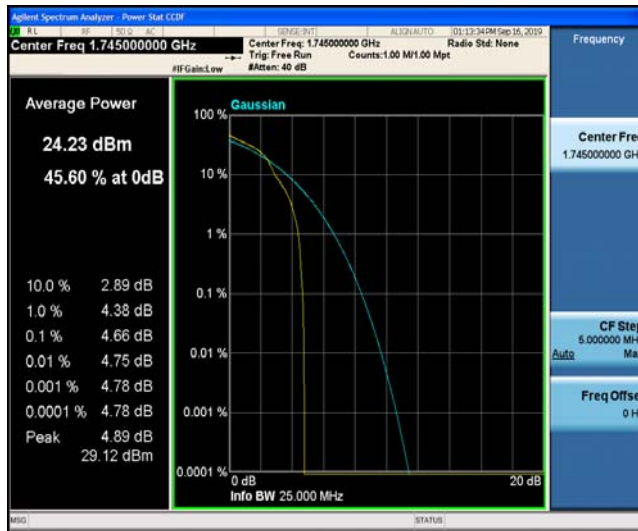 Agilent Spectrum Analyzer - Power Stat CCDF
RL RF 50 Ω AC SENSE:INT ALIGN AUTO 01:13:34 PM Sep 16, 2019
Center Freq 1.745000000 GHz
Center Freq: 1.745000000 GHz Radio Std: None
Trig: Free Run Counts:1.00 M/1.00 Mpt
#IFGain:Low #Atten: 40 dB
Frequency
Average Power
24.23 dBm
45.60 % at 0dB
10.0 % 2.89 dB
1.0 % 4.38 dB
0.1 % 4.66 dB
0.01 % 4.75 dB
0.001 % 4.78 dB
0.0001 % 4.78 dB
Peak 4.89 dB
29.12 dBm
Gaussian
100 %
10 %
1 %
0.1 %
0.01 %
0.001 %
0.0001 %
0 dB 20 dB
Info BW 25.000 MHz
Center Fre
1.745000000 GH
CF Ste
5.000000 MH
Auto Ma
Freq Offse
0 H
MSG STATUS